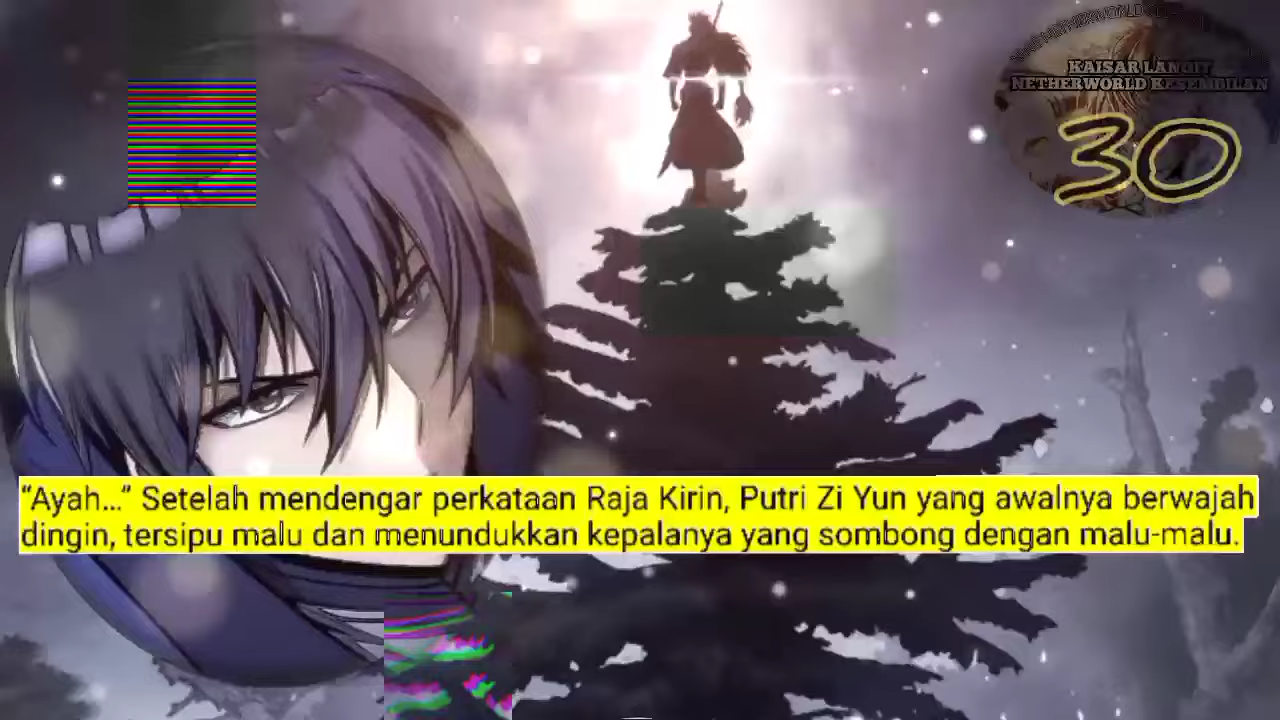 KAISAR LANGIT
NETHERWORLD KESEMBILAN
30
“Ayah...” Setelah mendengar perkataan Raja Kirin, Putri Zi Yun yang awalnya berwajah
dingin, tersipu malu dan menundukkan kepalanya yang sombong dengan malu-malu.